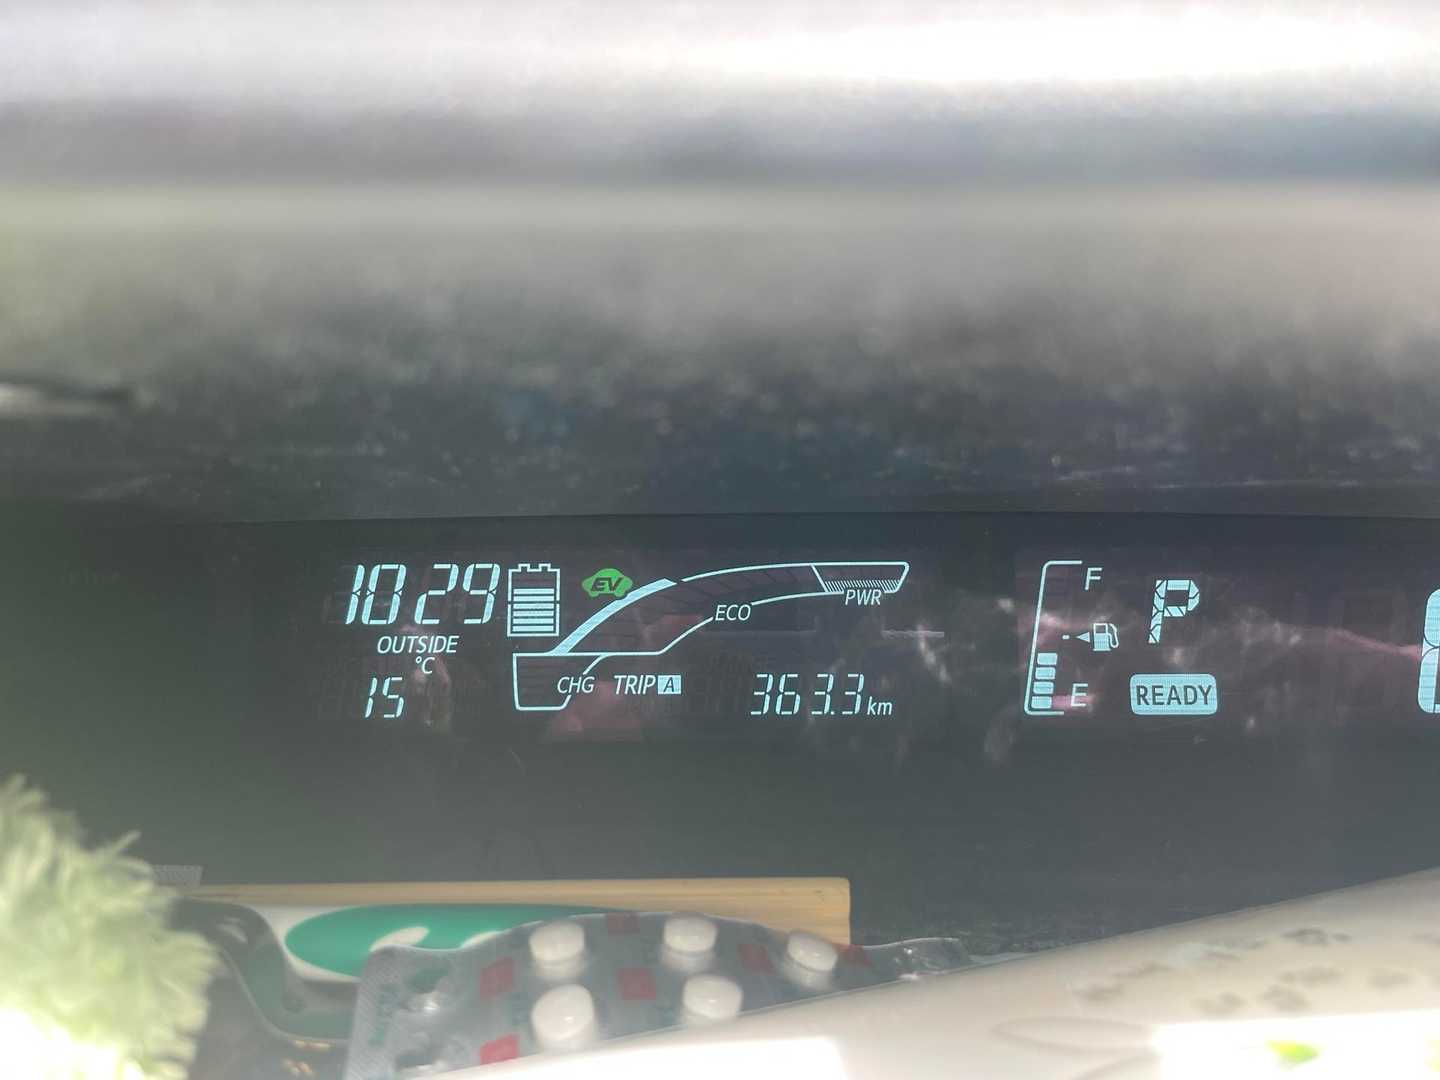 10 29
OUTSIDE
°C
15
EV
ECO
PWR
CHG
TRIP A
363.3 km
F
E
P
READY